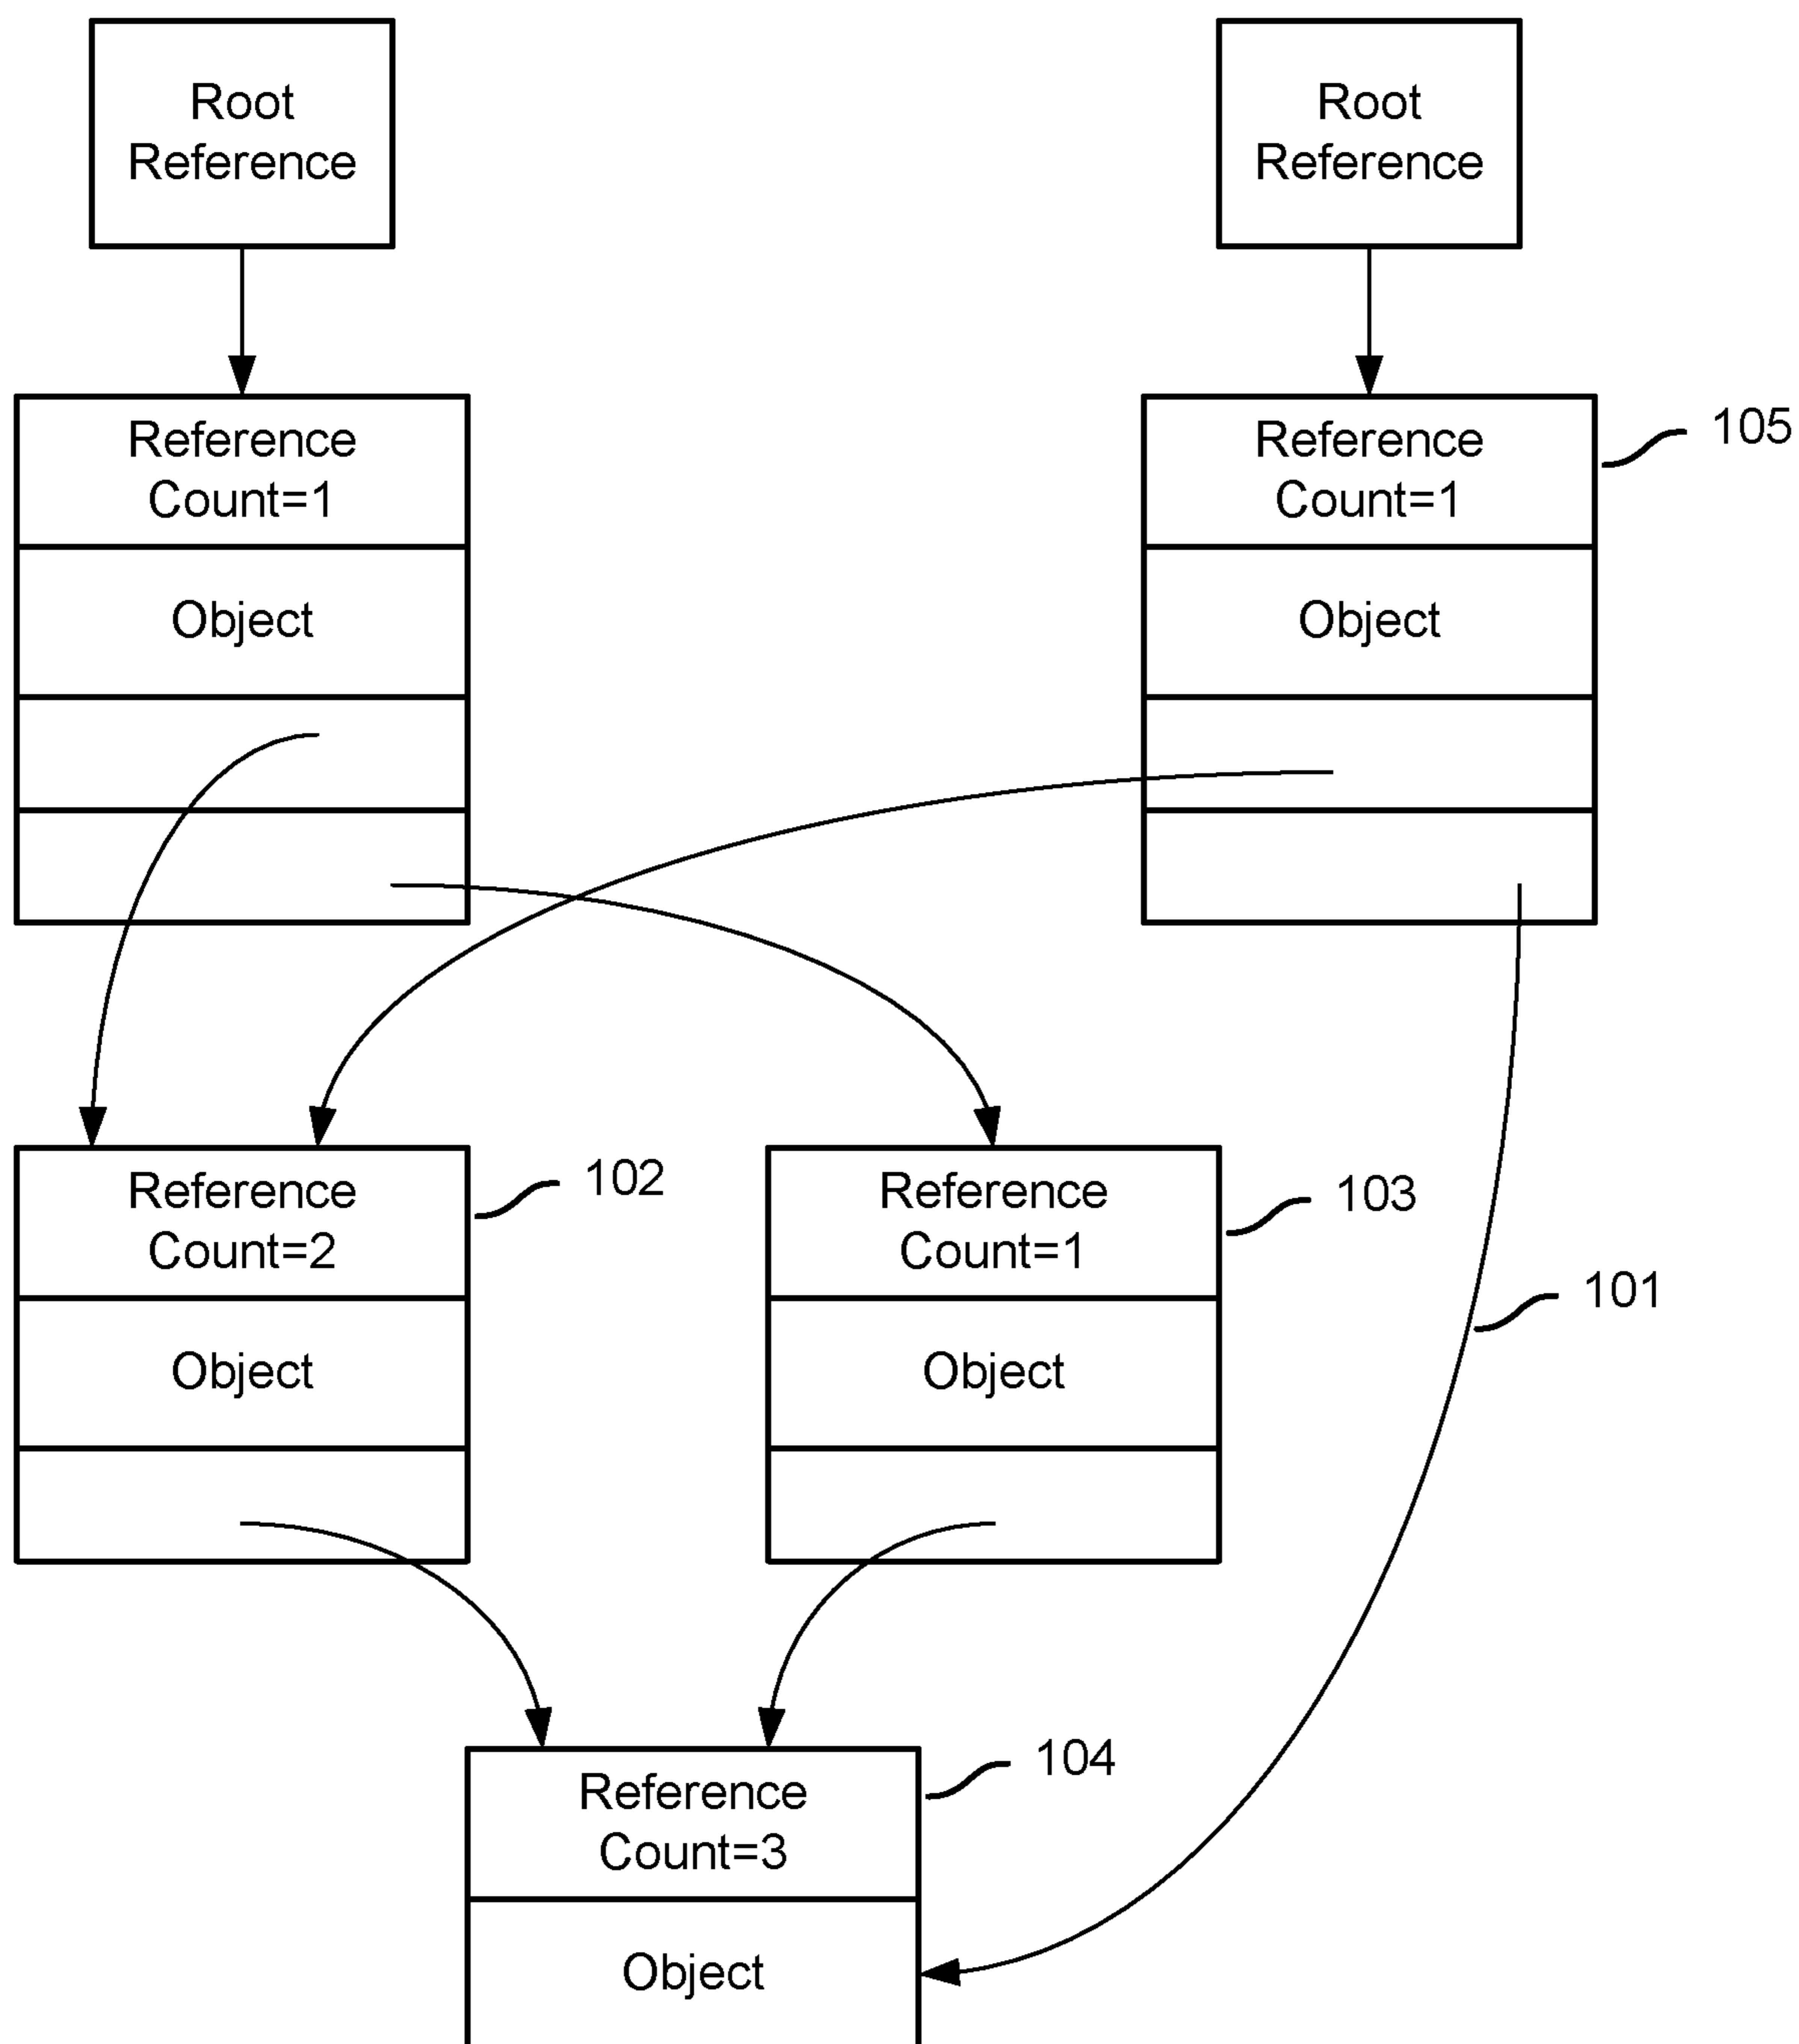 Root
Reference
Root
Reference
Reference
Count=1
Reference
Count=1
105
Object
Object
Reference
Count=2
102
Reference
Count=1
103
101
Object
Object
Reference
Count=3
104
Object